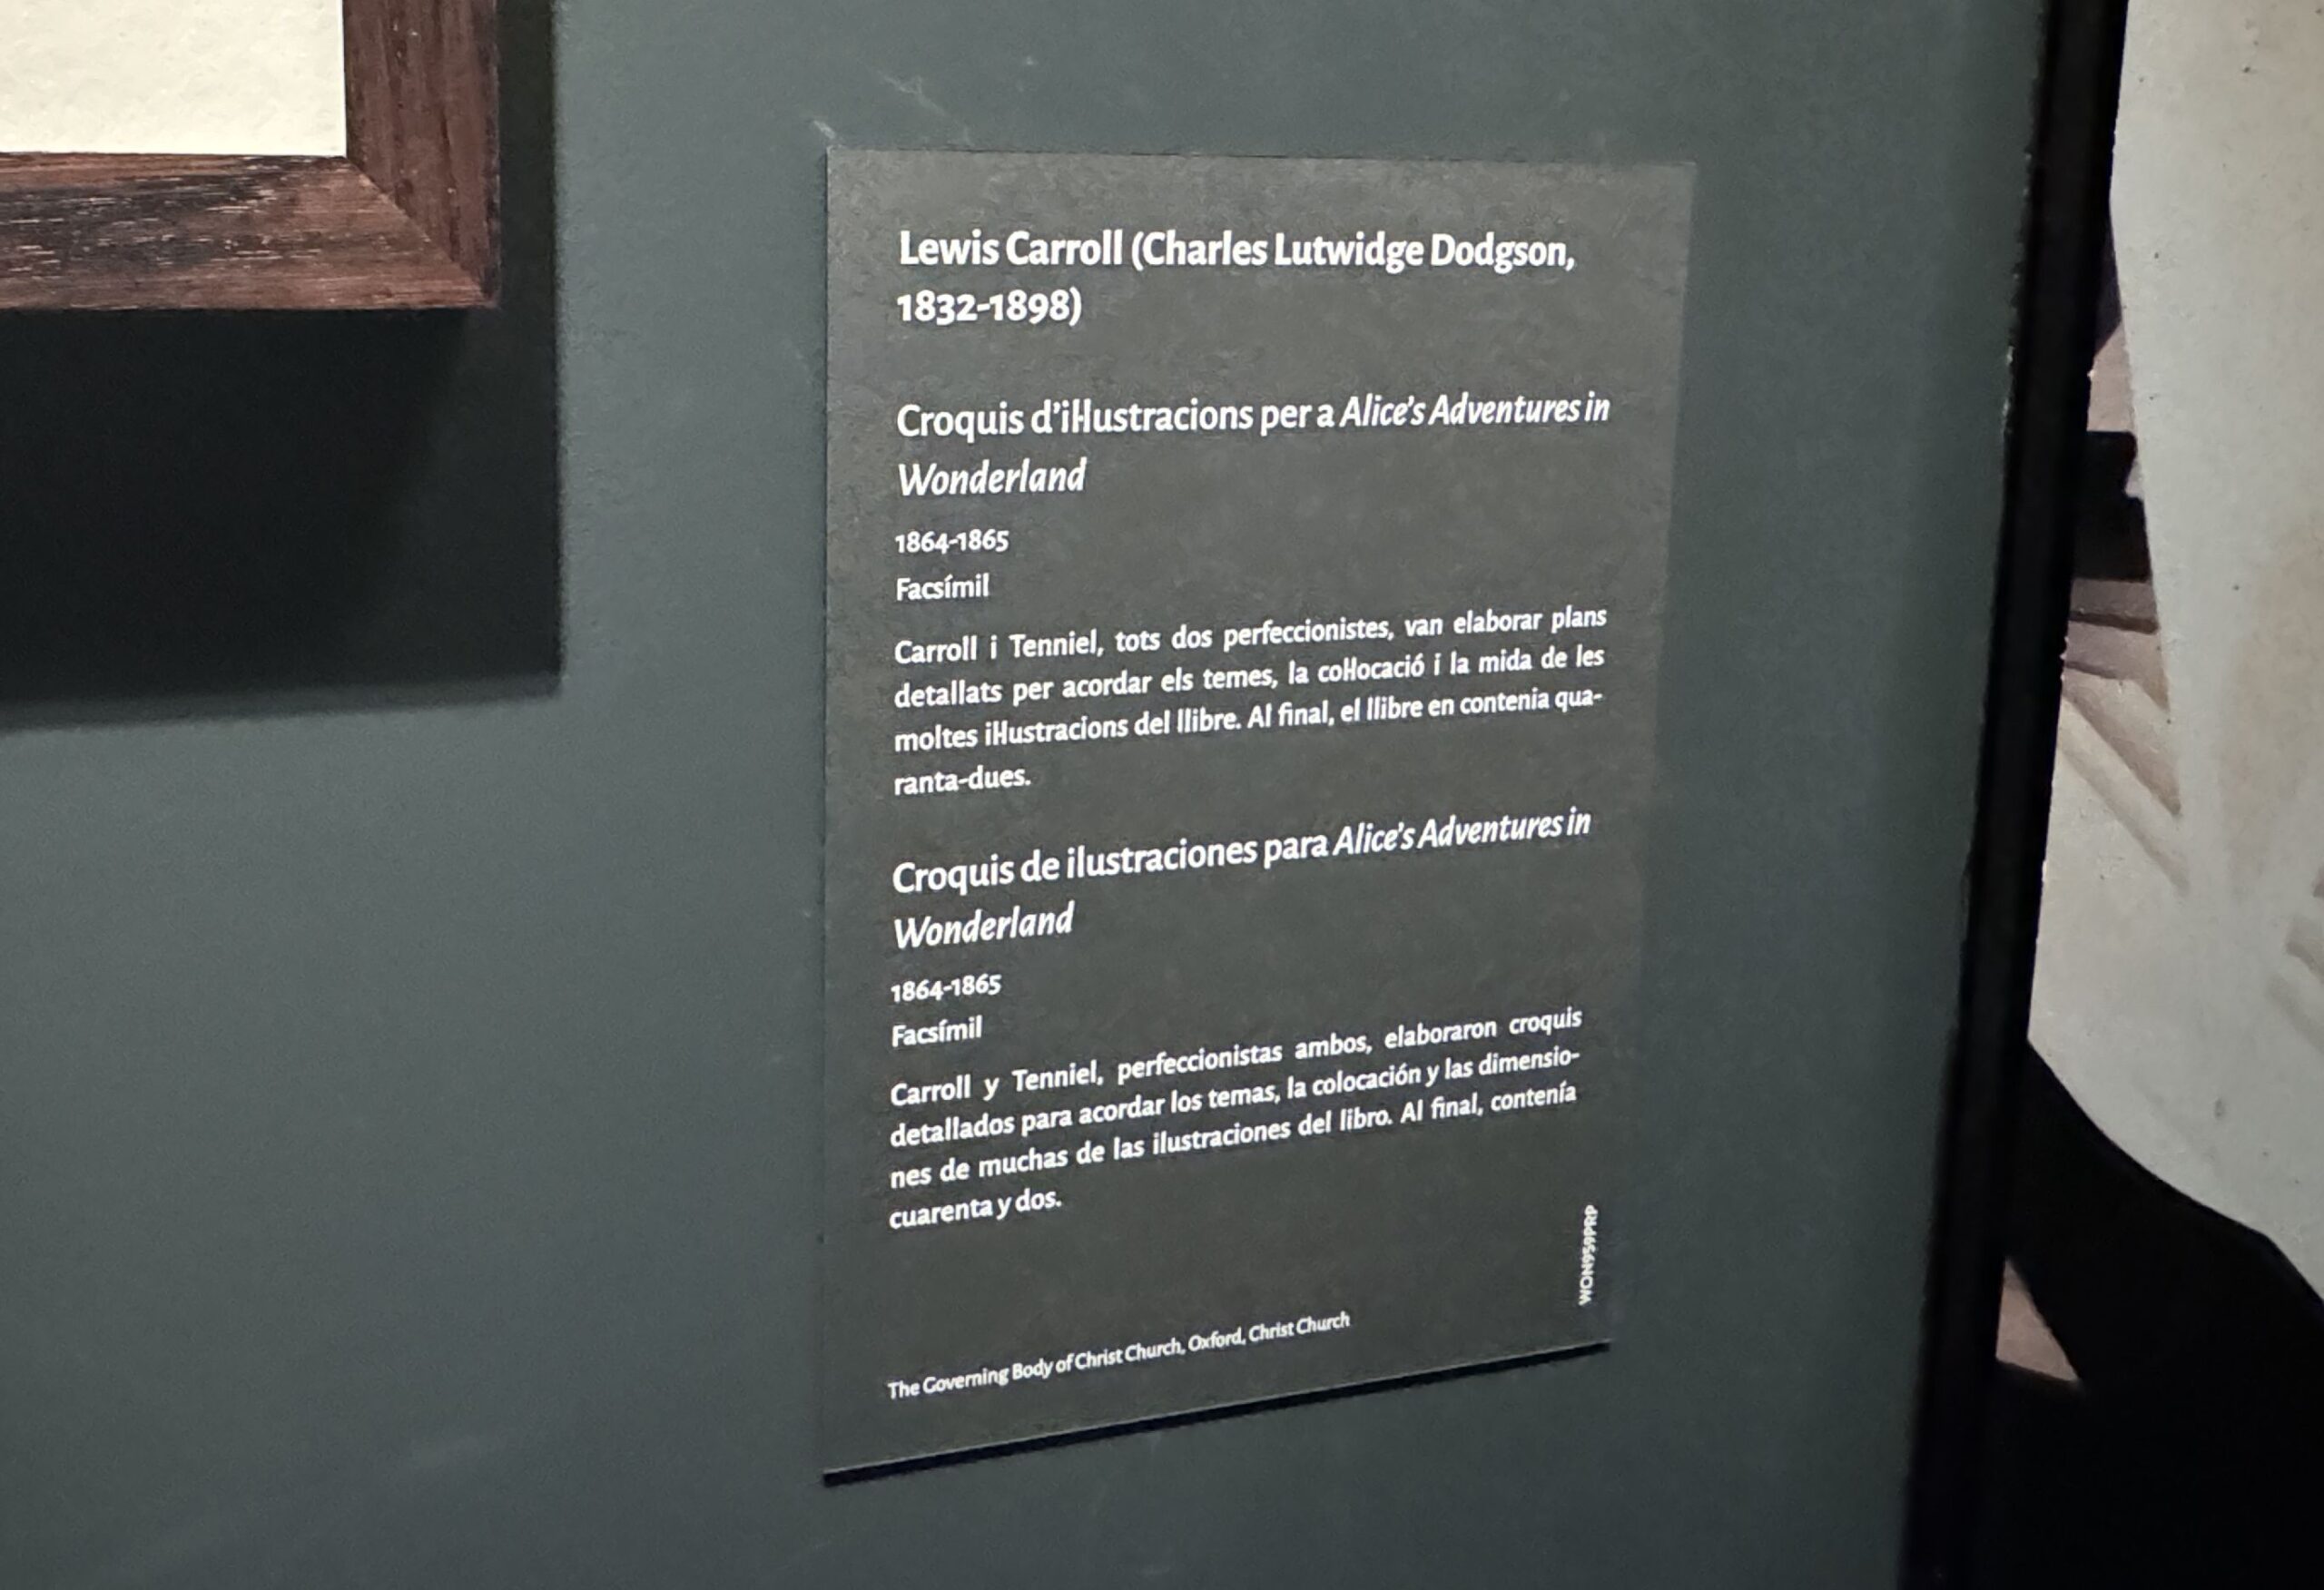 Lewis Carroll (Charles Lutwidge Dodgson,
1832-1898)
Croquis d'il·lustracions per a Alice's Adventures in
Wonderland
1864-1865
Facsímil
Carroll i Tenniel, tots dos perfeccionistes, van elaborar plans
detallats per acordar els temes, la col·locació i la mida de les
moltes il·lustracions del llibre. Al final, el llibre en contenia qua-
ranta-dues.
Croquis de ilustraciones para Alice's Adventures in
Wonderland
1864-1865
Facsímil
Carroll y Tenniel, perfeccionistas ambos, elaboraron croquis
detallados para acordar los temas, la colocación y las dimensio-
nes de muchas de las ilustraciones del libro. Al final, contenía
cuarenta y dos.
WON959PRP
The Governing Body of Christ Church, Oxford, Christ Church